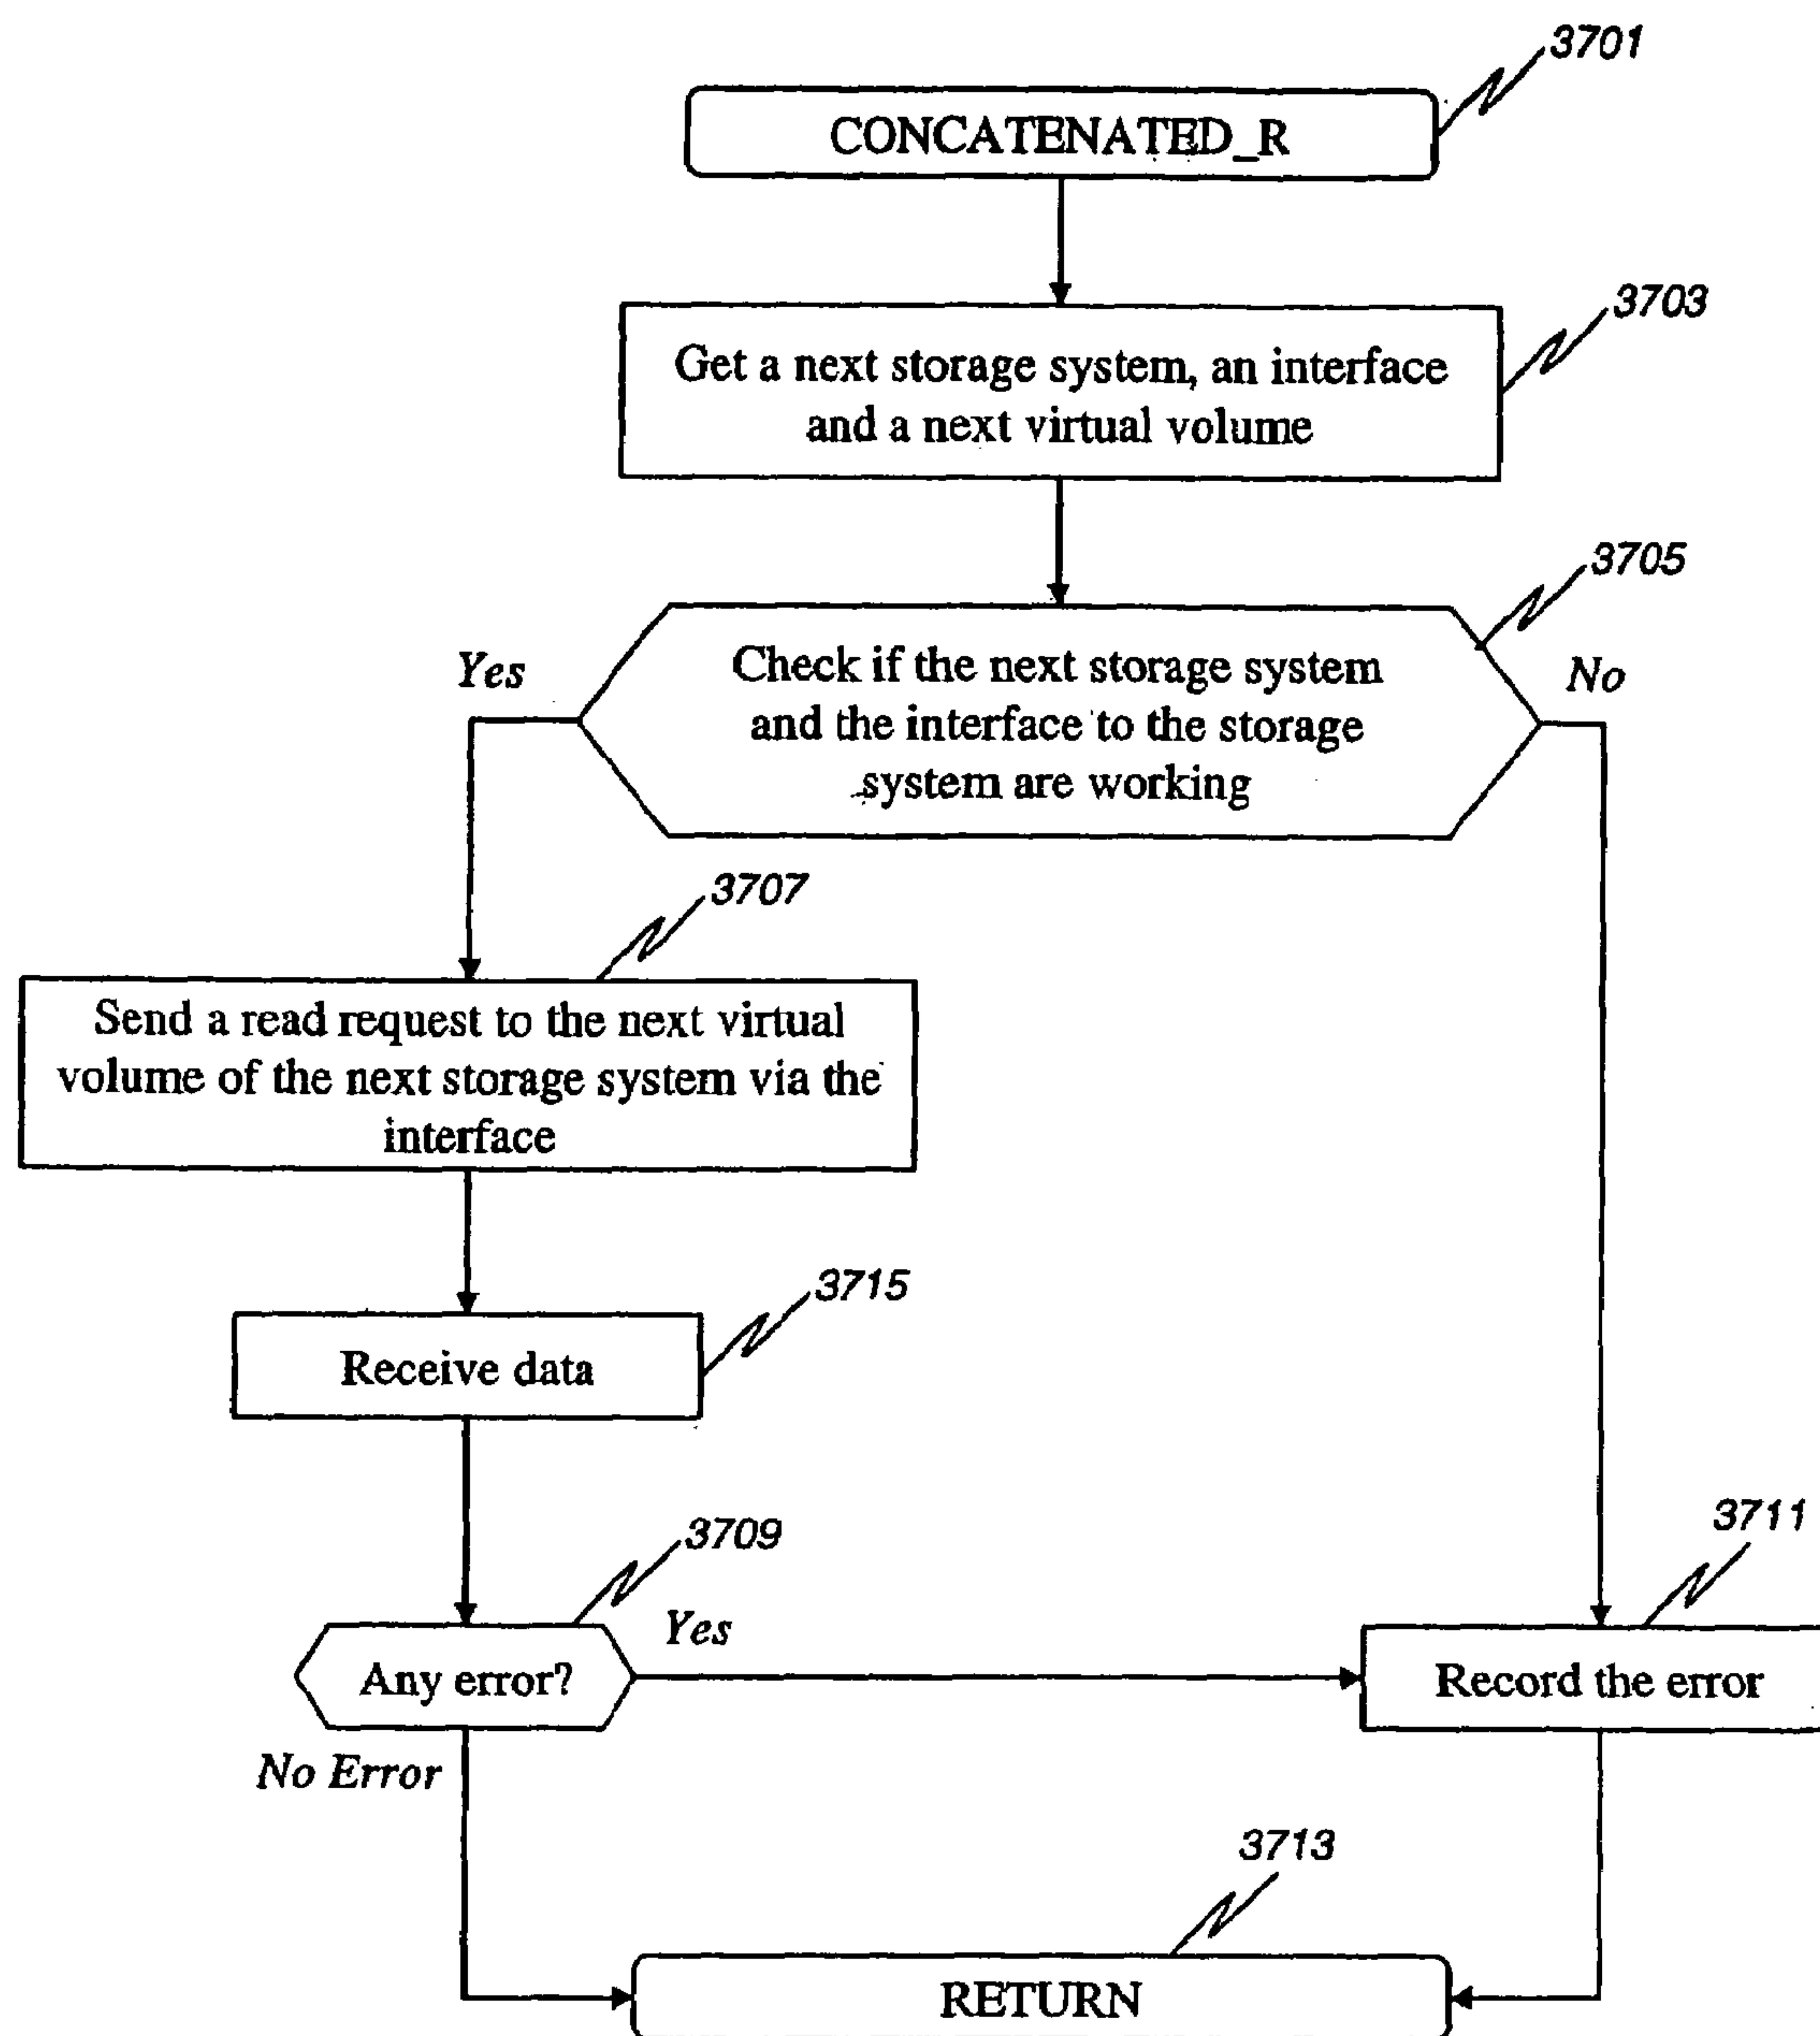 3701
CONCATENATED_R
3703
Get a next storage system, an interface
and a next virtual volume
3705
Yes
No
Check if the next storage system
and the interface to the storage
system are working
3707
Send a read request to the next virtual
volume of the next storage system via the
interface
3715
Receive data
3709
3711
Yes
Any error?
Record the error
No Error
3713
RETURN